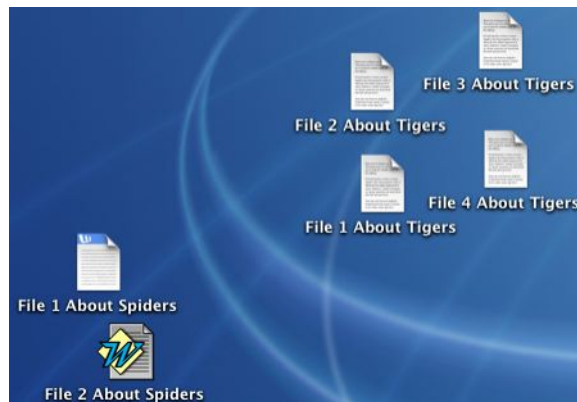 File 3 About Tigers
File 2 About Tigers
File 4 About Tigers
File 1 About Tigers
File 1 About Spiders
File 2 About Spiders